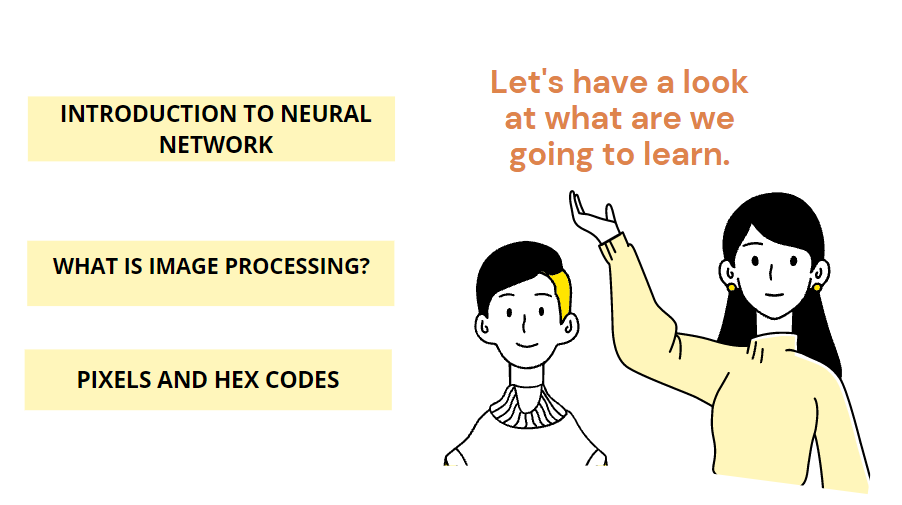 INTRODUCTION TO NEURAL
NETWORK
WHAT IS IMAGE PROCESSING?
PIXELS AND HEX CODES
Let's have a look
at what are we
going to learn.